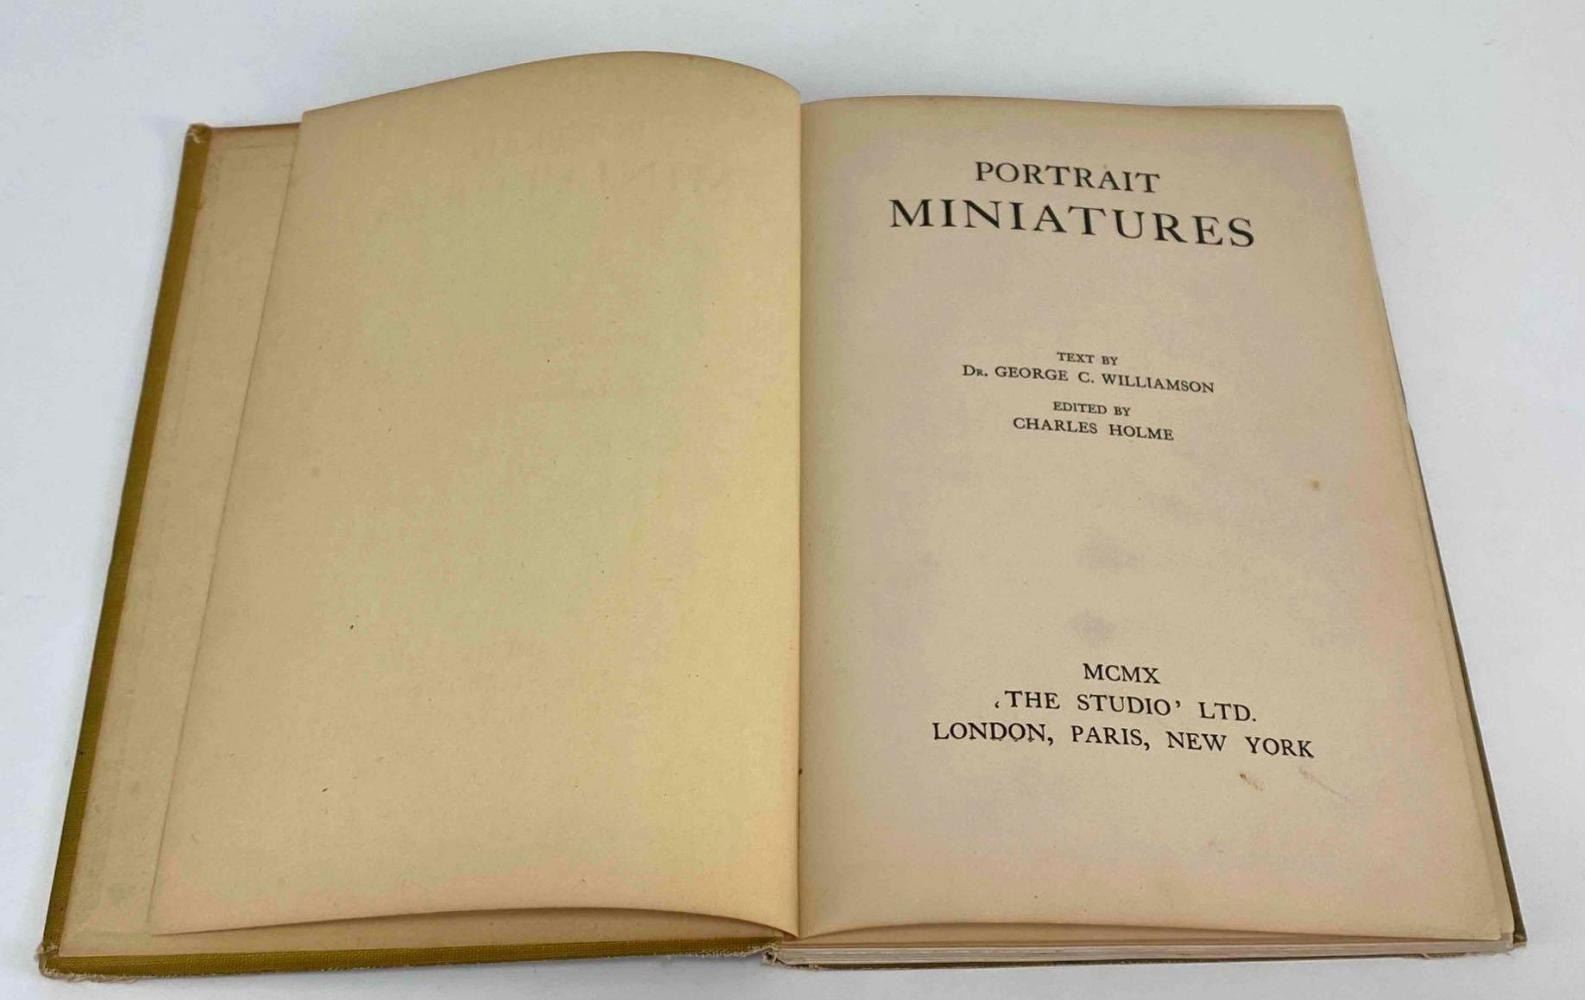 PORTRAIT
MINIATURES
TEXT BY
DR. GEORGE C. WILLIAMSON
EDITED BY
CHARLES HOLME
MCMX
‘THE STUDIO’ LTD.
LONDON, PARIS, NEW YORK